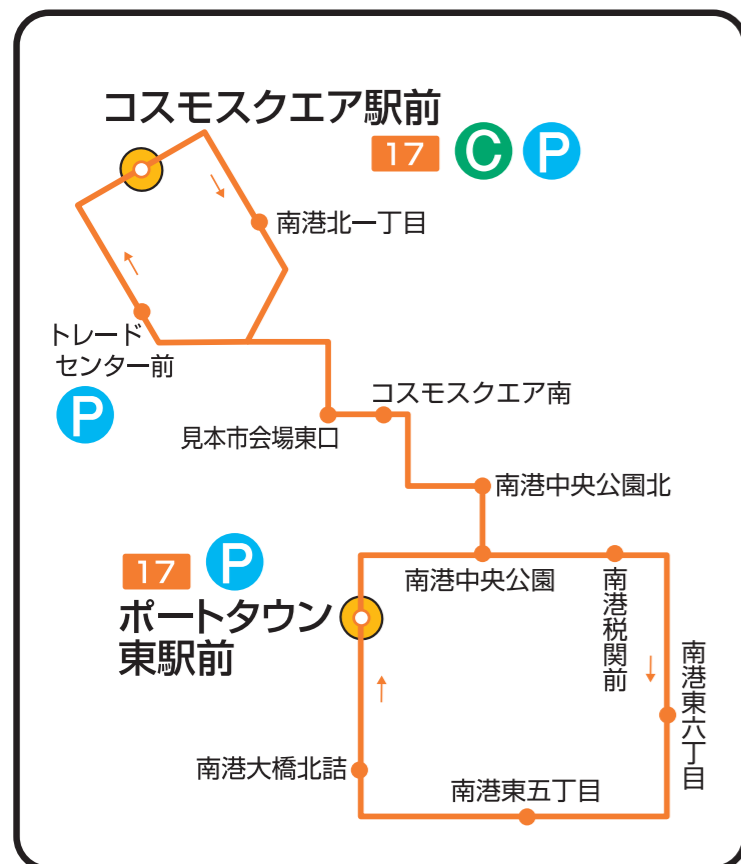 コスモスクエア駅前
17 C P
南港北一丁目
トレード
センター前
P
コスモスクエア南
見本市会場東口
南港中央公園北
17 P
ポートタウン
東駅前
南港中央公園
南港税関前
南港東六丁目
南港大橋北詰
南港東五丁目